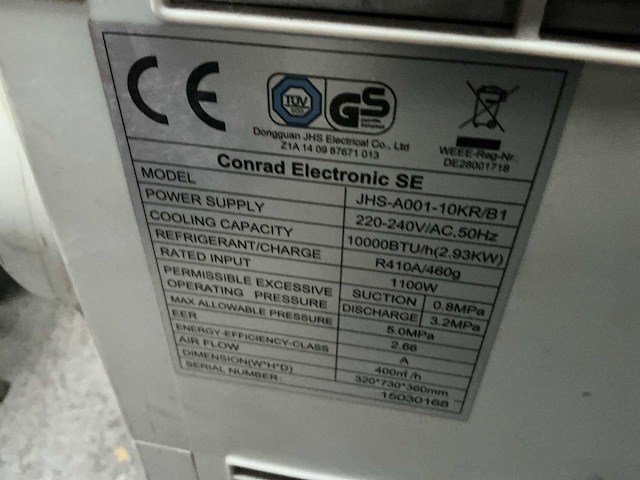 CE
TÜV
GS
Dongguan JHS Electrical Co., Ltd
Z1A 14 09 87671 013
WEEE-Reg-Nr.
DE28001718
Conrad Electronic SE
MODEL JHS-A001-10KR/B1
POWER SUPPLY 220-240V/AC,50Hz
COOLING CAPACITY 10000BTU/h(2.93KW)
REFRIGERANT/CHARGE R410A/460g
RATED INPUT 1100W
PERMISSIBLE EXCESSIVE SUCTION 0.8MPa
OPERATING PRESSURE DISCHARGE 3.2MPa
MAX ALLOWABLE PRESSURE 5.0MPa
EER 2.66
ENERGY-EFFICIENCY-CLASS A
AIR FLOW 400㎥/h
DIMENSION(W*H*D) 320*730*360mm
SERIAL NUMBER: 15030168